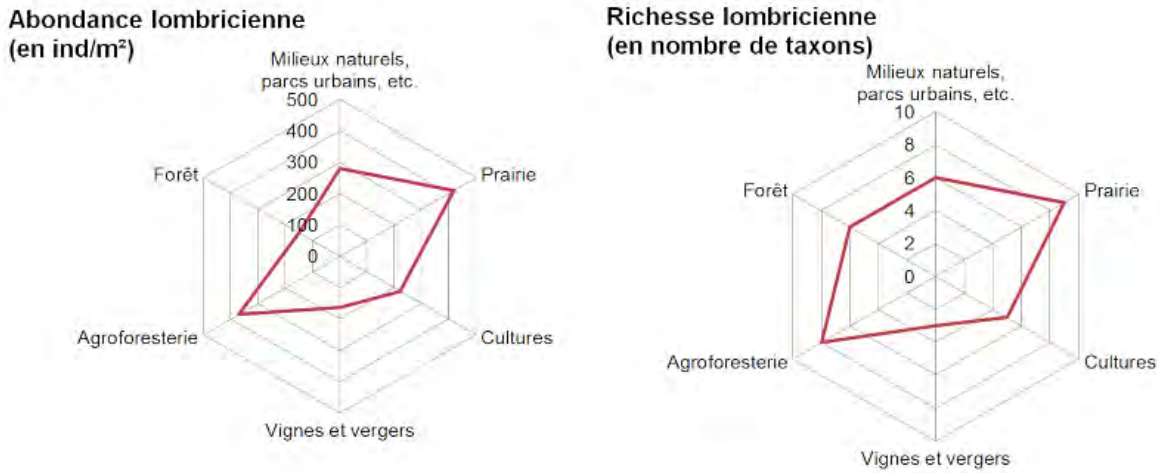 Abondance lombricienne
(en ind/m²)
Milieux naturels,
parcs urbains, etc.
500
400
300
200
100
0
Forêt
Prairie
Agroforesterie
Cultures
Vignes et vergers
Richesse lombricienne
(en nombre de taxons)
Milieux naturels,
parcs urbains, etc.
10
8
6
4
2
0
Forêt
Prairie
Agroforesterie
Cultures
Vignes et vergers